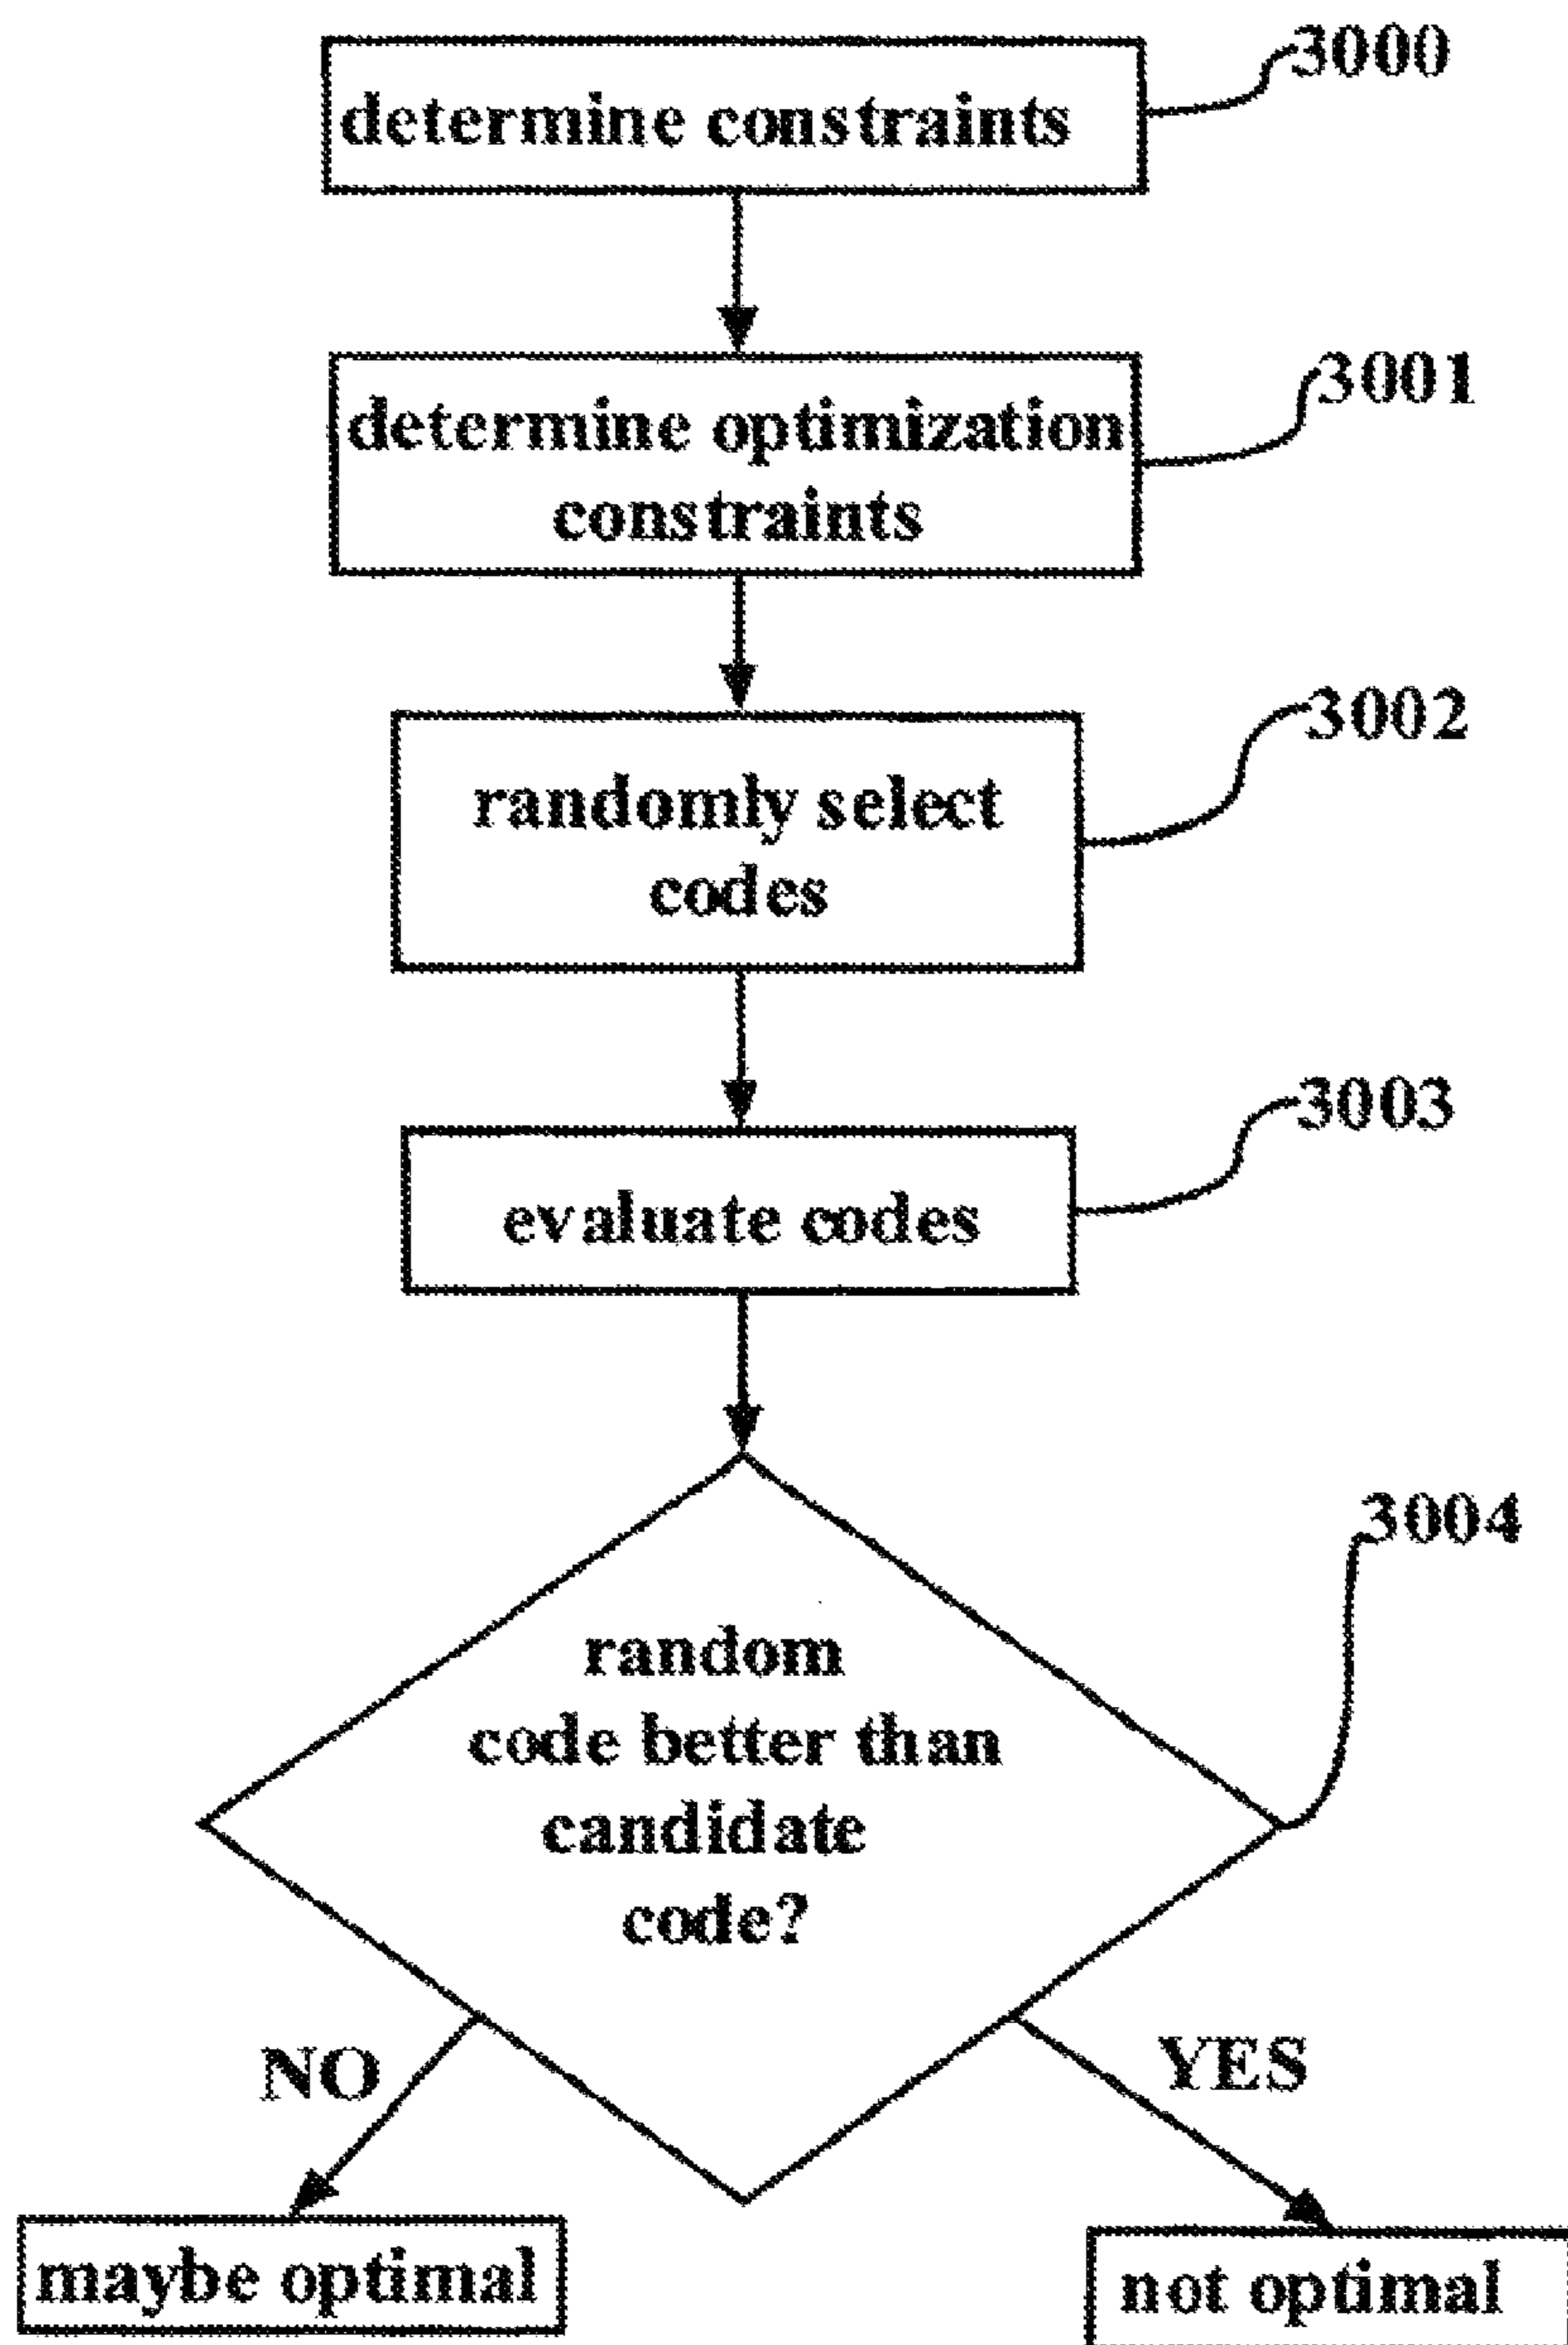 3000
determine constraints
3001
determine optimization
constraints
3002
randomly select
codes
3003
evaluate codes
3004
random
code better than
candidate
code?
NO
YES
maybe optimal
not optimal